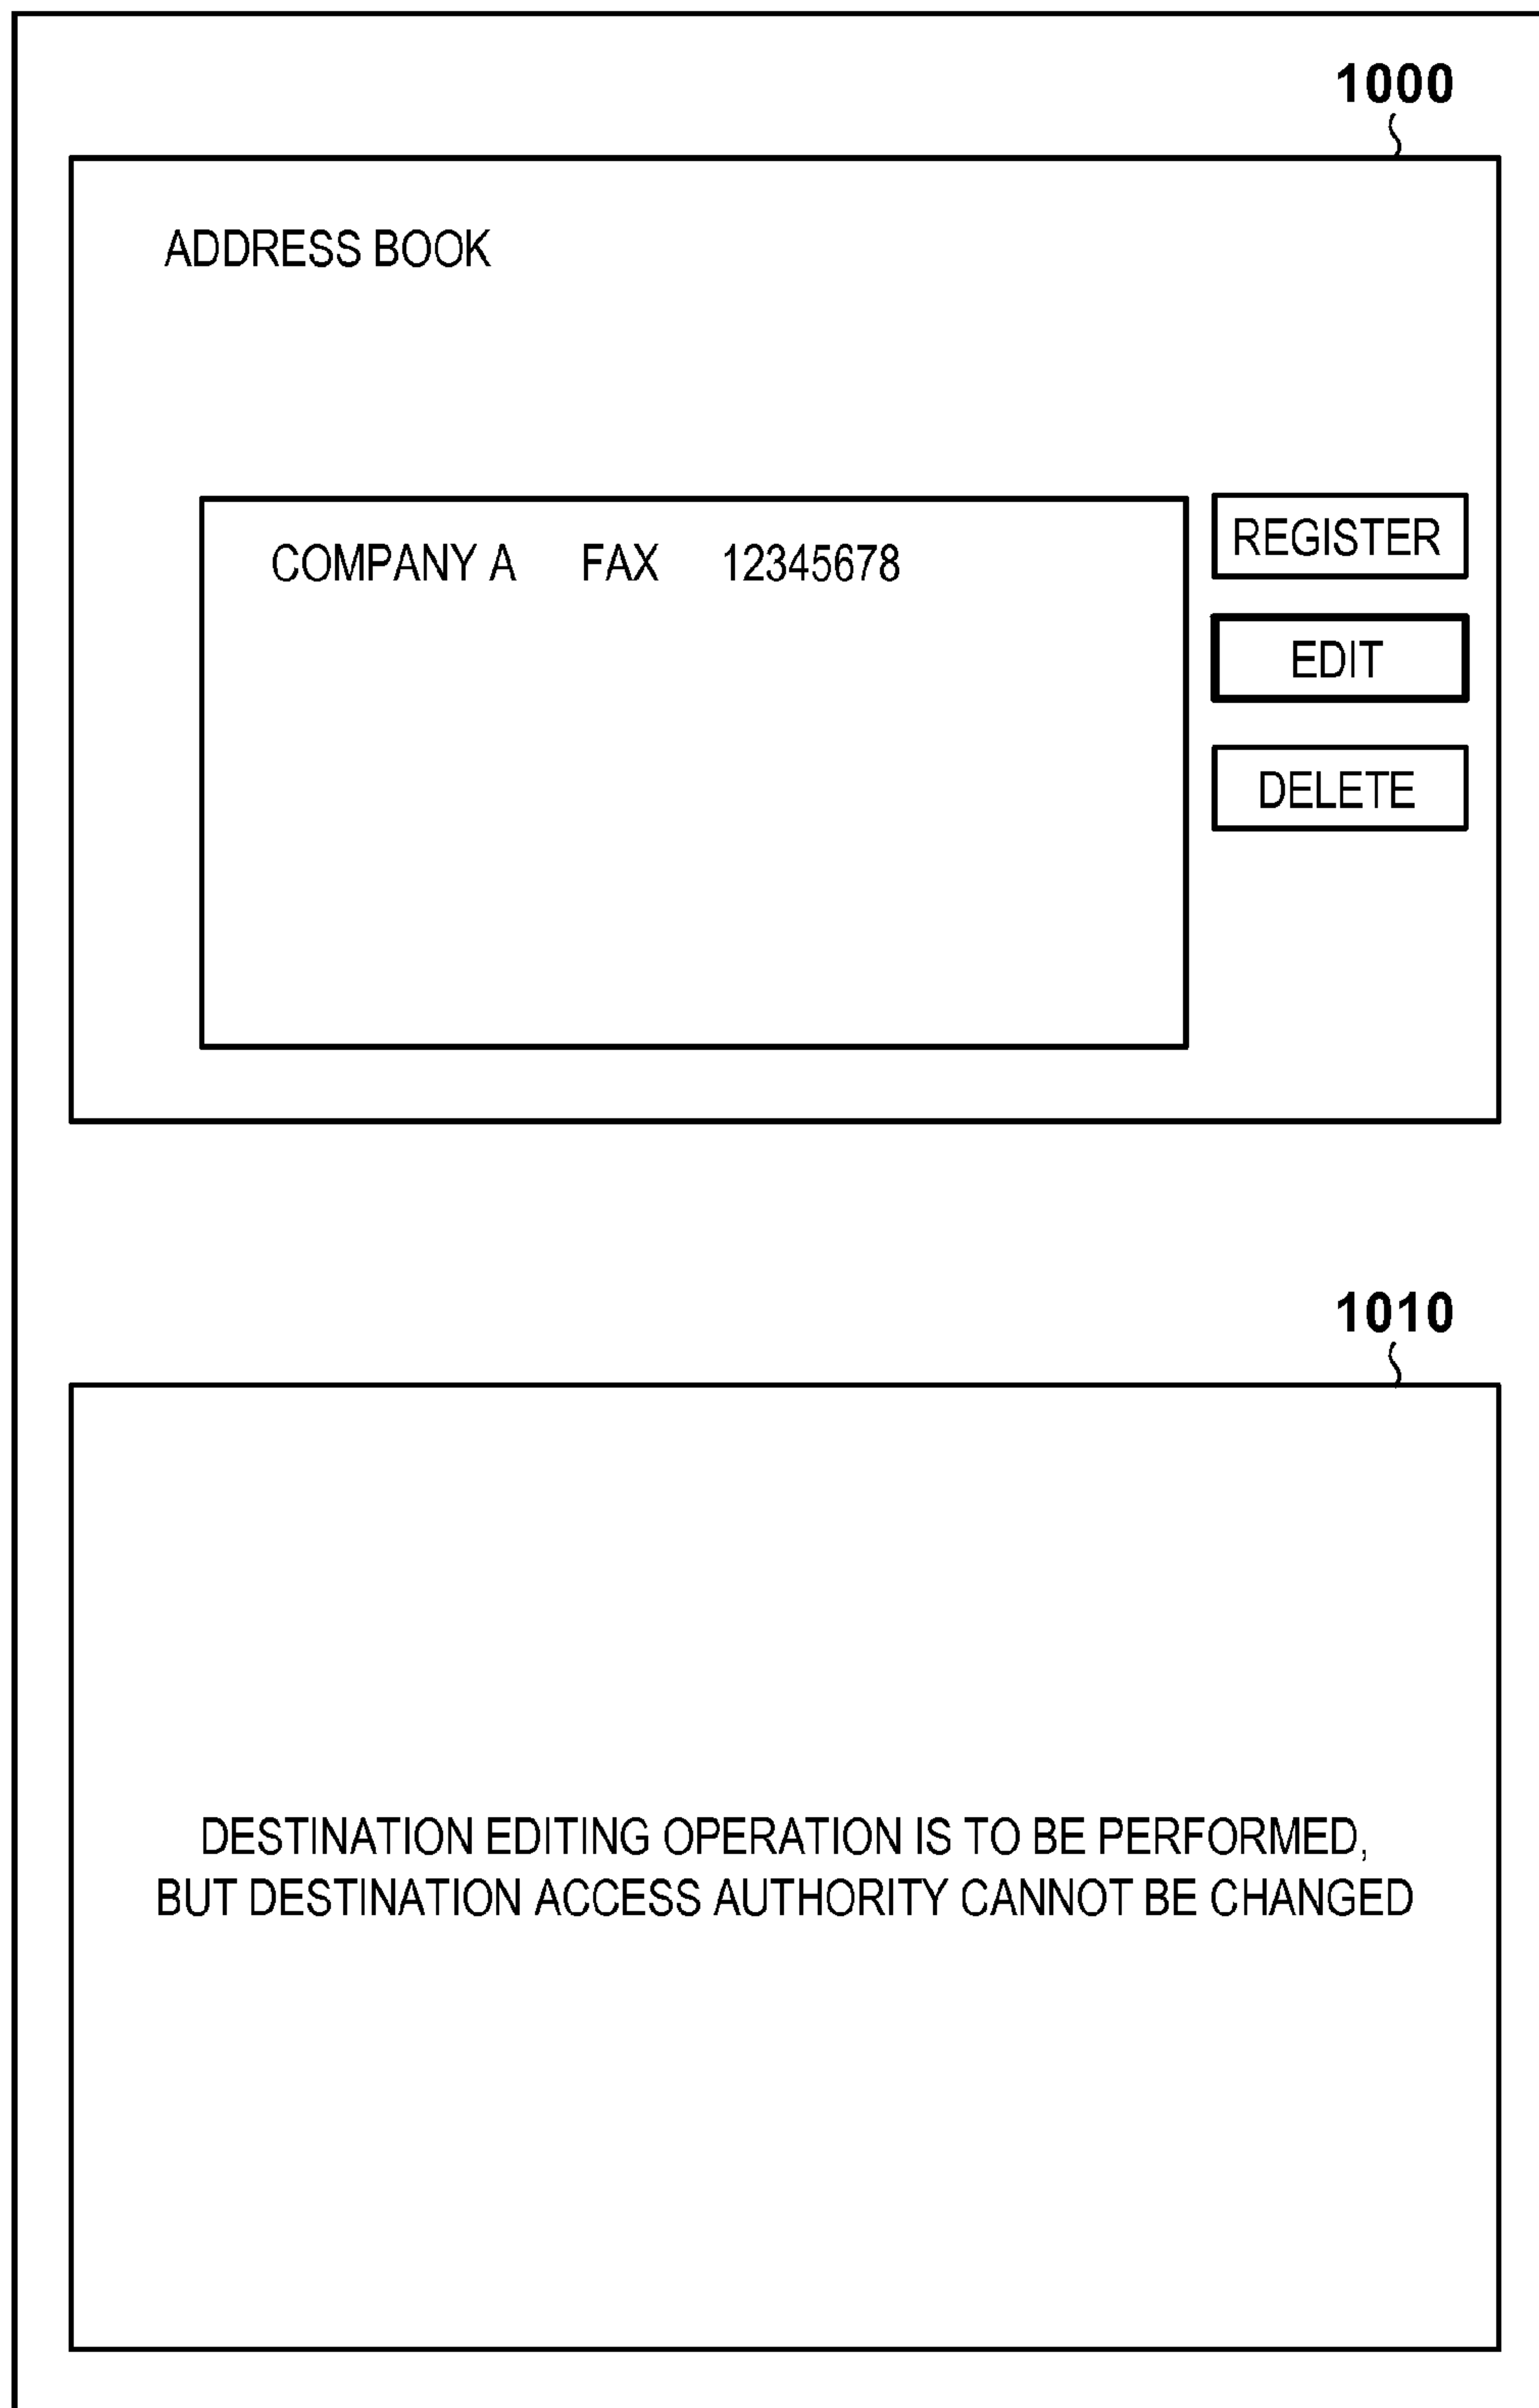 1000
ADDRESS BOOK
COMPANY A FAX 12345678
REGISTER
EDIT
DELETE
1010
DESTINATION EDITING OPERATION IS TO BE PERFORMED,
BUT DESTINATION ACCESS AUTHORITY CANNOT BE CHANGED